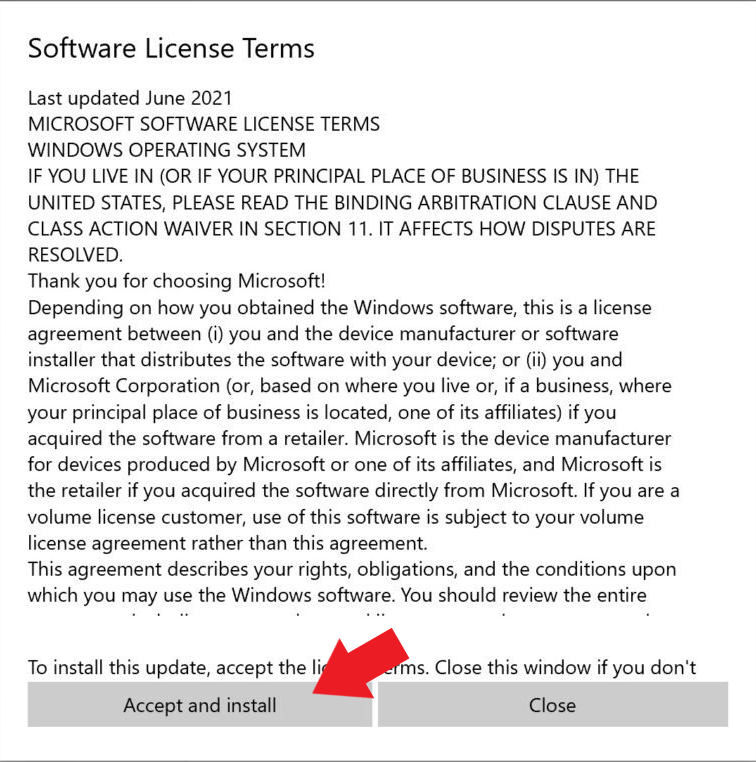 Software License Terms
Last updated June 2021
MICROSOFT SOFTWARE LICENSE TERMS
WINDOWS OPERATING SYSTEM
IF YOU LIVE IN (OR IF YOUR PRINCIPAL PLACE OF BUSINESS IS IN) THE
UNITED STATES, PLEASE READ THE BINDING ARBITRATION CLAUSE AND
CLASS ACTION WAIVER IN SECTION 11. IT AFFECTS HOW DISPUTES ARE
RESOLVED.
Thank you for choosing Microsoft!
Depending on how you obtained the Windows software, this is a license
agreement between (i) you and the device manufacturer or software
installer that distributes the software with your device; or (ii) you and
Microsoft Corporation (or, based on where you live or, if a business, where
your principal place of business is located, one of its affiliates) if you
acquired the software from a retailer. Microsoft is the device manufacturer
for devices produced by Microsoft or one of its affiliates, and Microsoft is
the retailer if you acquired the software directly from Microsoft. If you are a
volume license customer, use of this software is subject to your volume
license agreement rather than this agreement.
This agreement describes your rights, obligations, and the conditions upon
which you may use the Windows software. You should review the entire
To install this update, accept the terms. Close this window if you don't
Accept and install
Close